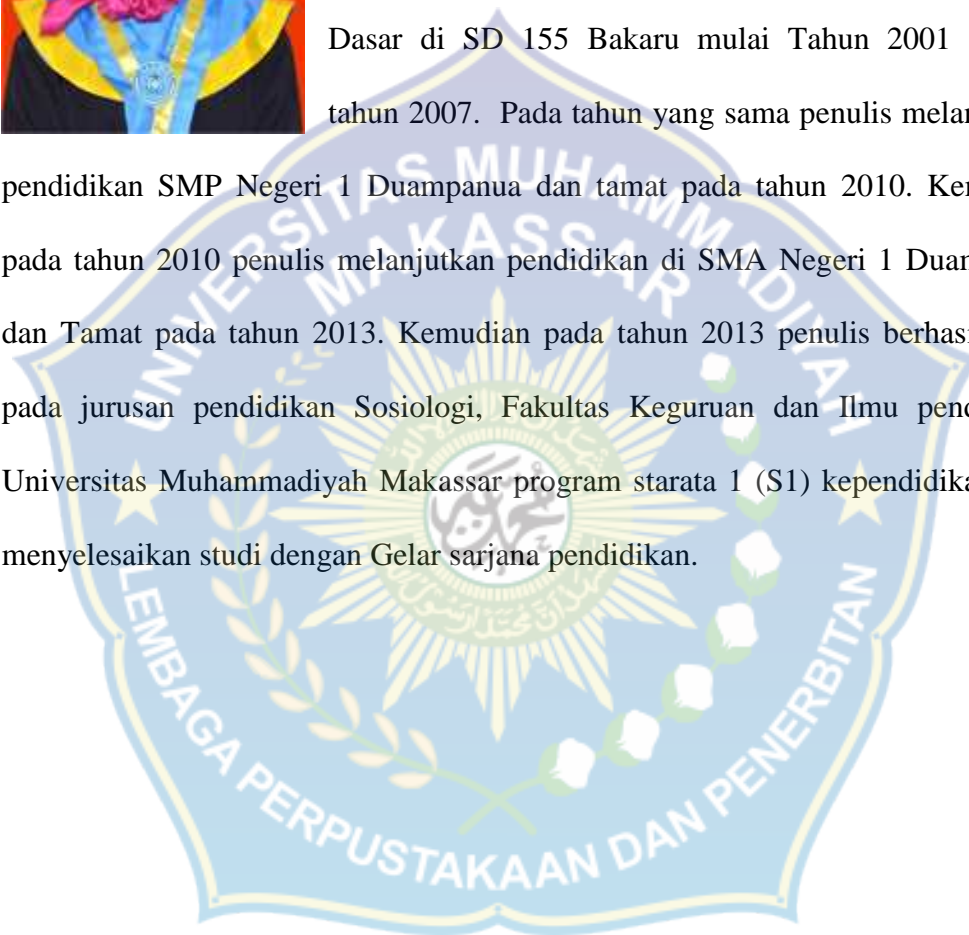 Dasar di SD 155 Bakaru mulai Tahun 2001
tahun 2007. Pada tahun yang sama penulis melan
pendidikan SMP Negeri 1 Duampanua dan tamat pada tahun 2010. Ker
pada tahun 2010 penulis melanjutkan pendidikan di SMA Negeri 1 Duan
dan Tamat pada tahun 2013. Kemudian pada tahun 2013 penulis berhasi
pada jurusan pendidikan Sosiologi, Fakultas Keguruan dan Ilmu pend
Universitas Muhammadiyah Makassar program starata 1 (S1) kependidika
menyelesaikan studi dengan Gelar sarjana pendidikan.
UNIVERSITAS MUHAMMADIYAH
MAKASSAR
LEMBAGA PERPUSTAKAAN DAN PENERBITAN